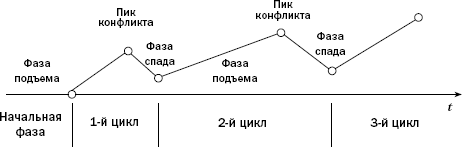 Пик
конфликта
Пик
конфликта
Фаза
спада
Фаза
спада
Фаза
подъема
Фаза
подъема
t
Начальная
фаза
1-й цикл
2-й цикл
3-й цикл